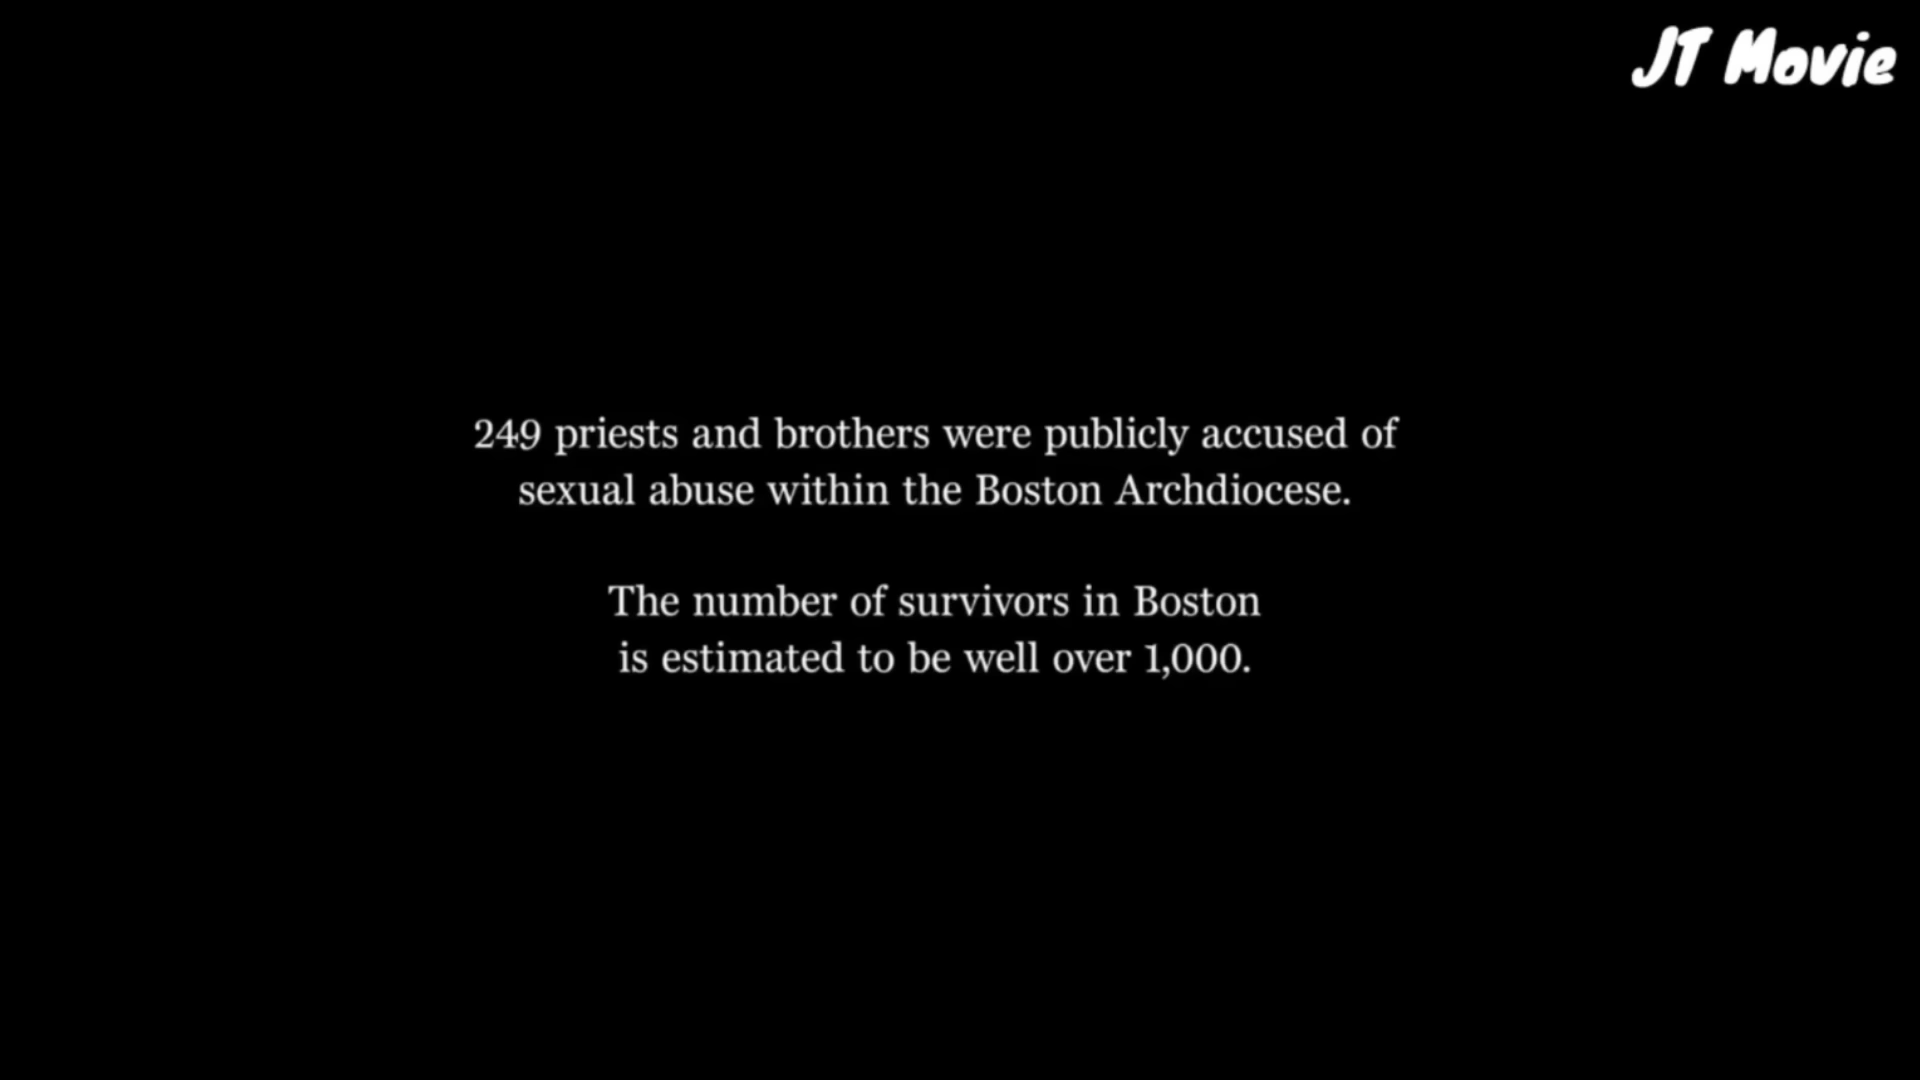 JT Movie
249 priests and brothers were publicly accused of
sexual abuse within the Boston Archdiocese.
The number of survivors in Boston
is estimated to be well over 1,000.